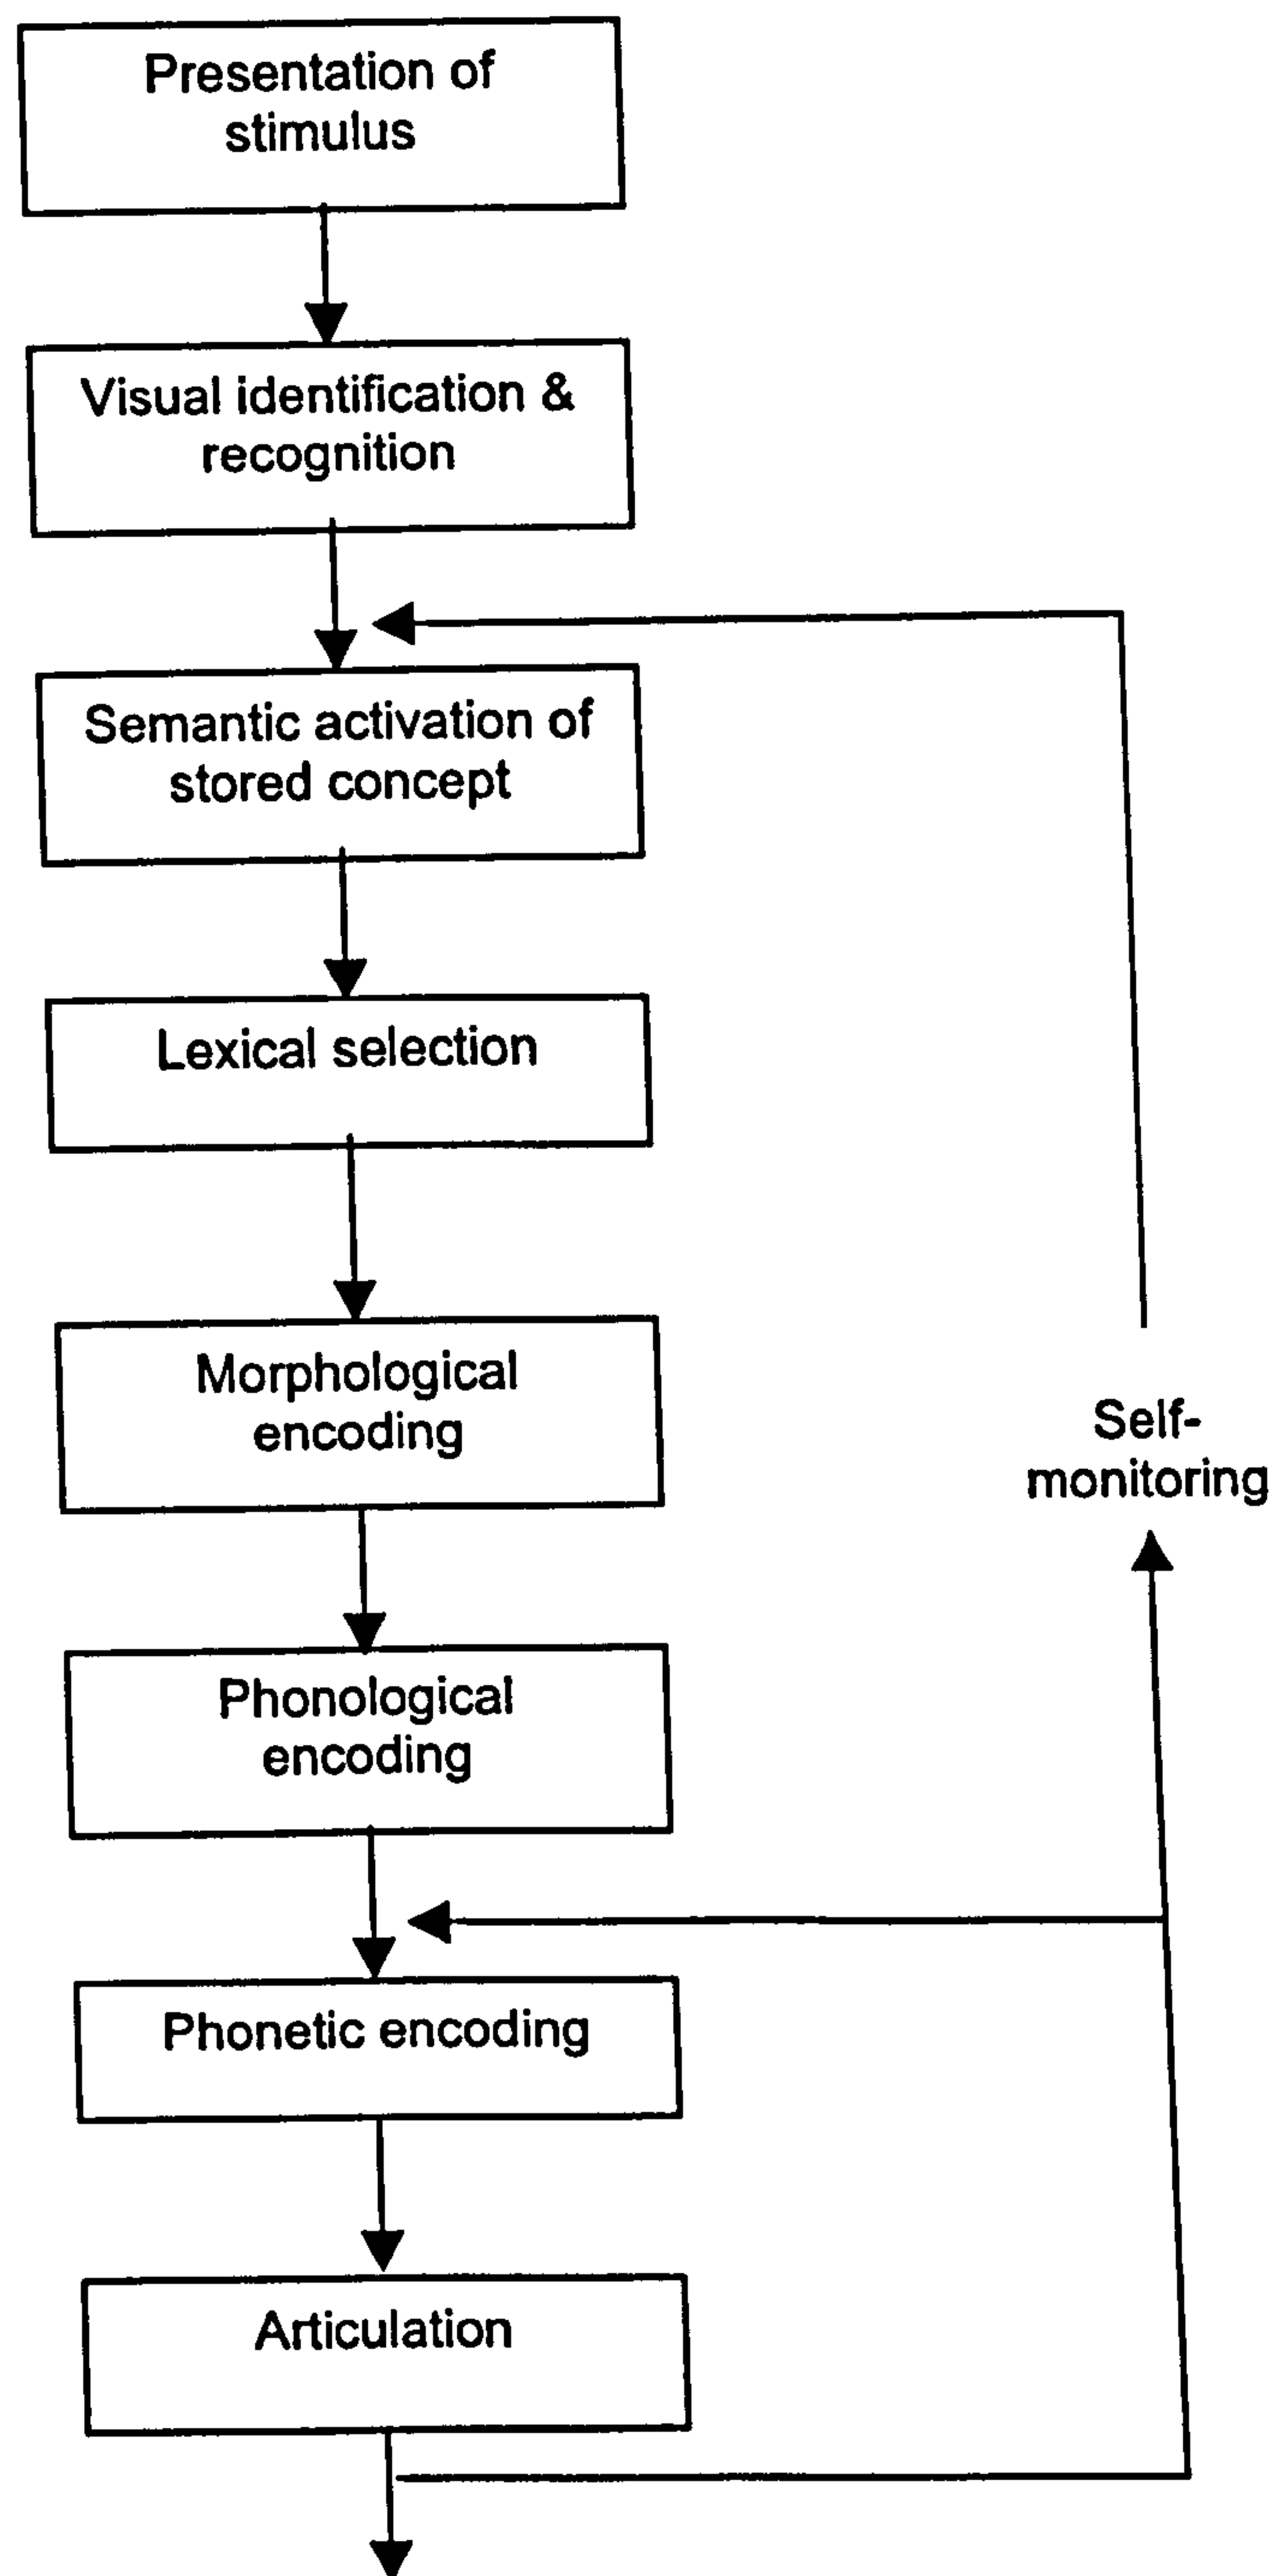 Presentation of
stimulus
Visual identification &
recognition
Semantic activation of
stored concept
Lexical selection
Morphological
encoding
Self-
monitoring
Phonological
encoding
Phonetic encoding
Articulation